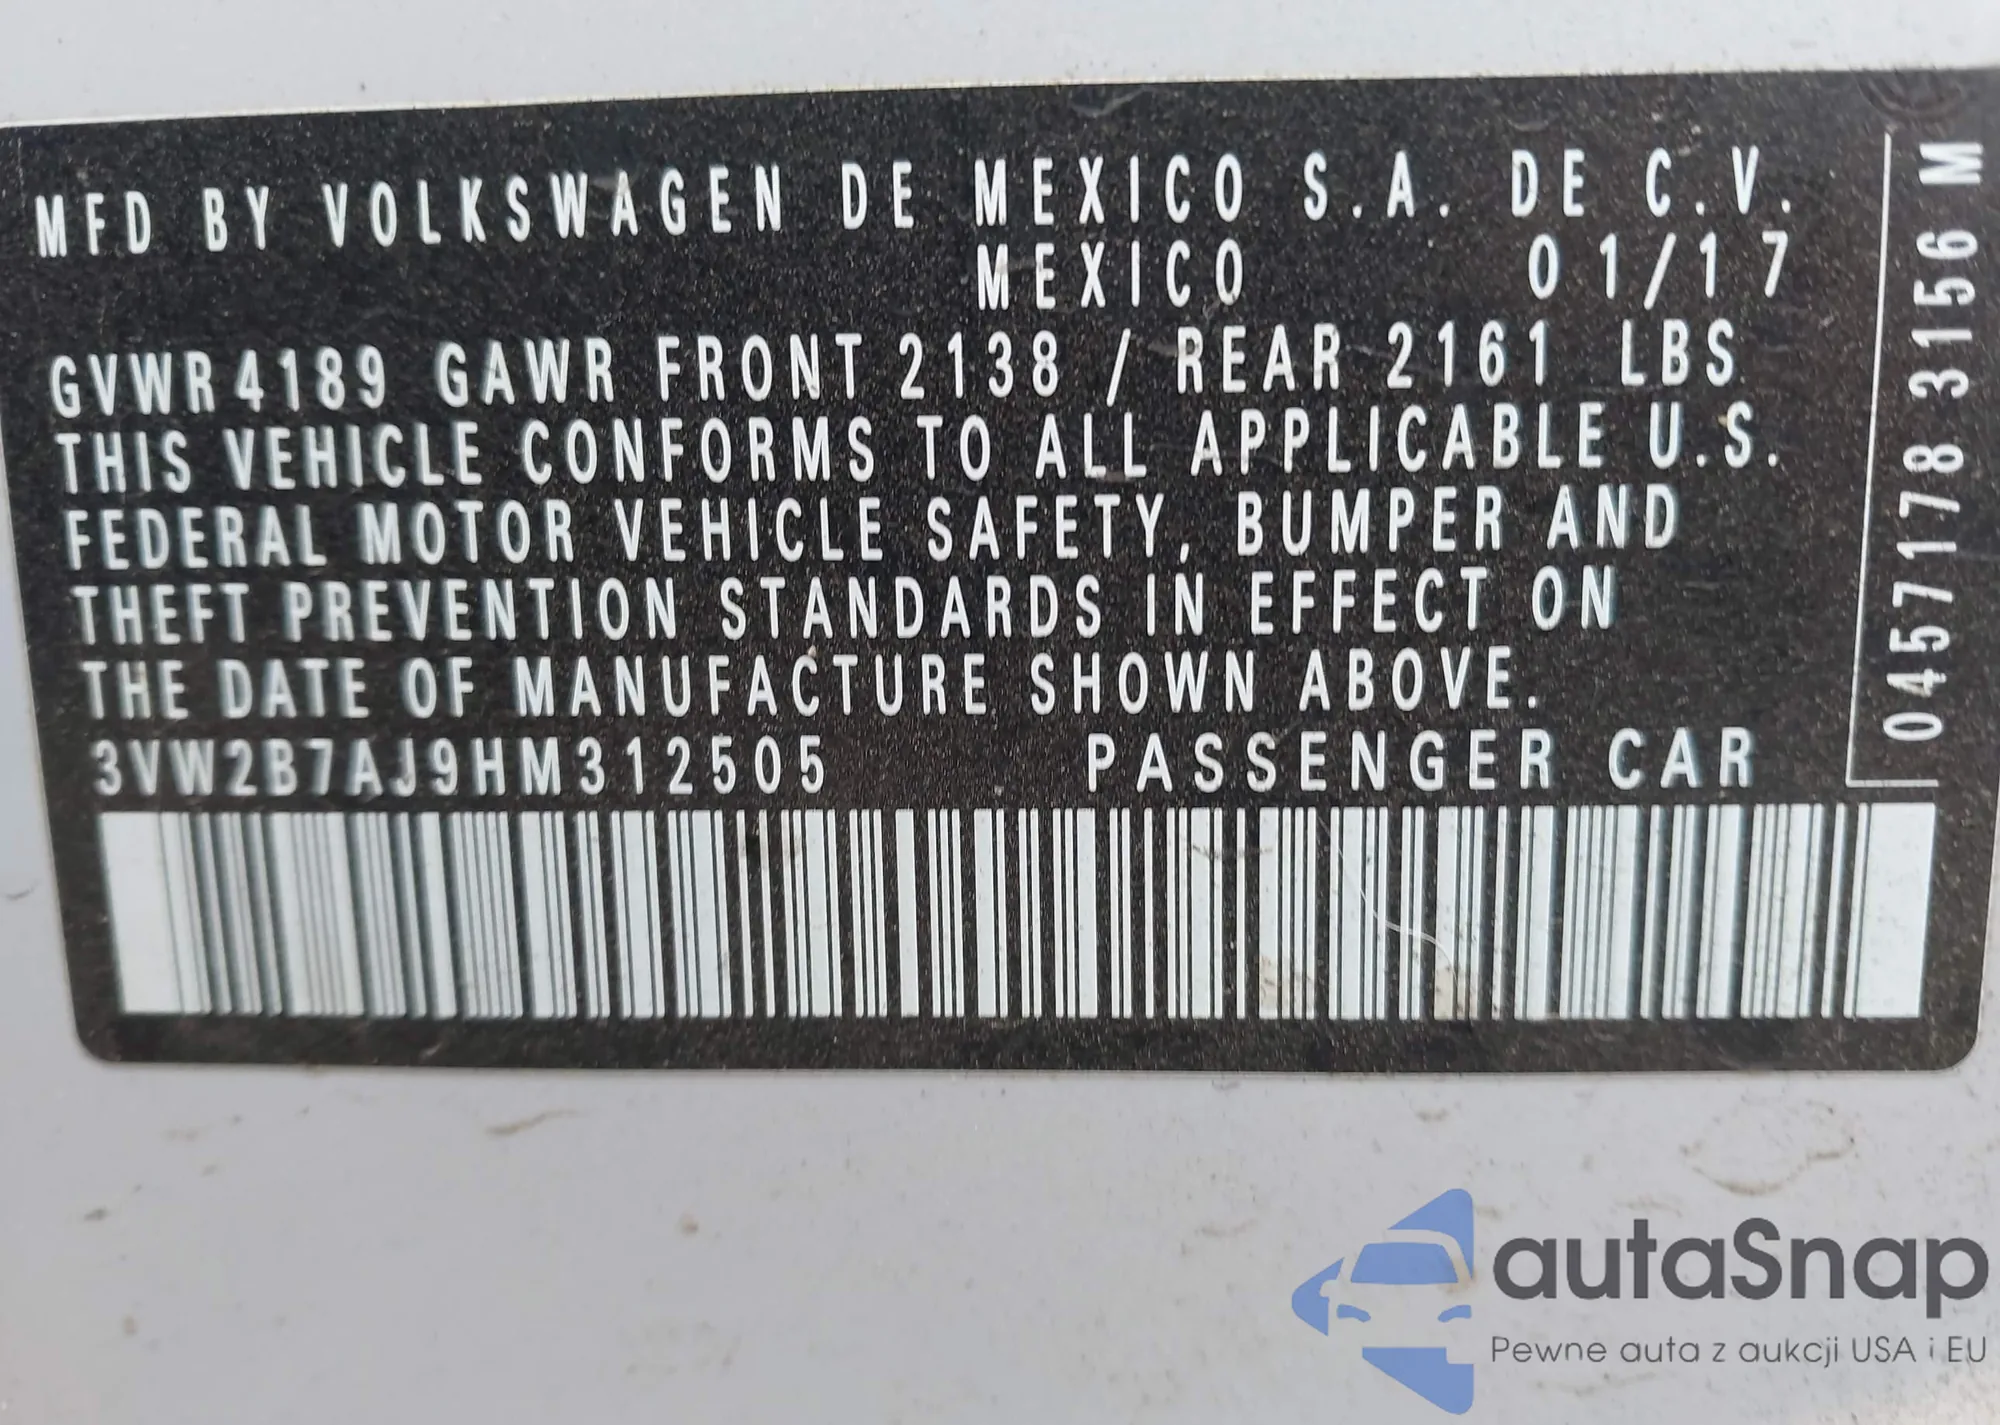 MFD BY VOLKSWAGEN DE MEXICO S.A. DE C.V.
MEXICO 01/17
GVWR 4189 GAWR FRONT 2138 / REAR 2161 LBS
THIS VEHICLE CONFORMS TO ALL APPLICABLE U.S.
FEDERAL MOTOR VEHICLE SAFETY, BUMPER AND
THEFT PREVENTION STANDARDS IN EFFECT ON
THE DATE OF MANUFACTURE SHOWN ABOVE.
3VW2B7AJ9HM312505 PASSENGER CAR
0457178 3156 M
autaSnap
Pewne auta z aukcji USA i EU